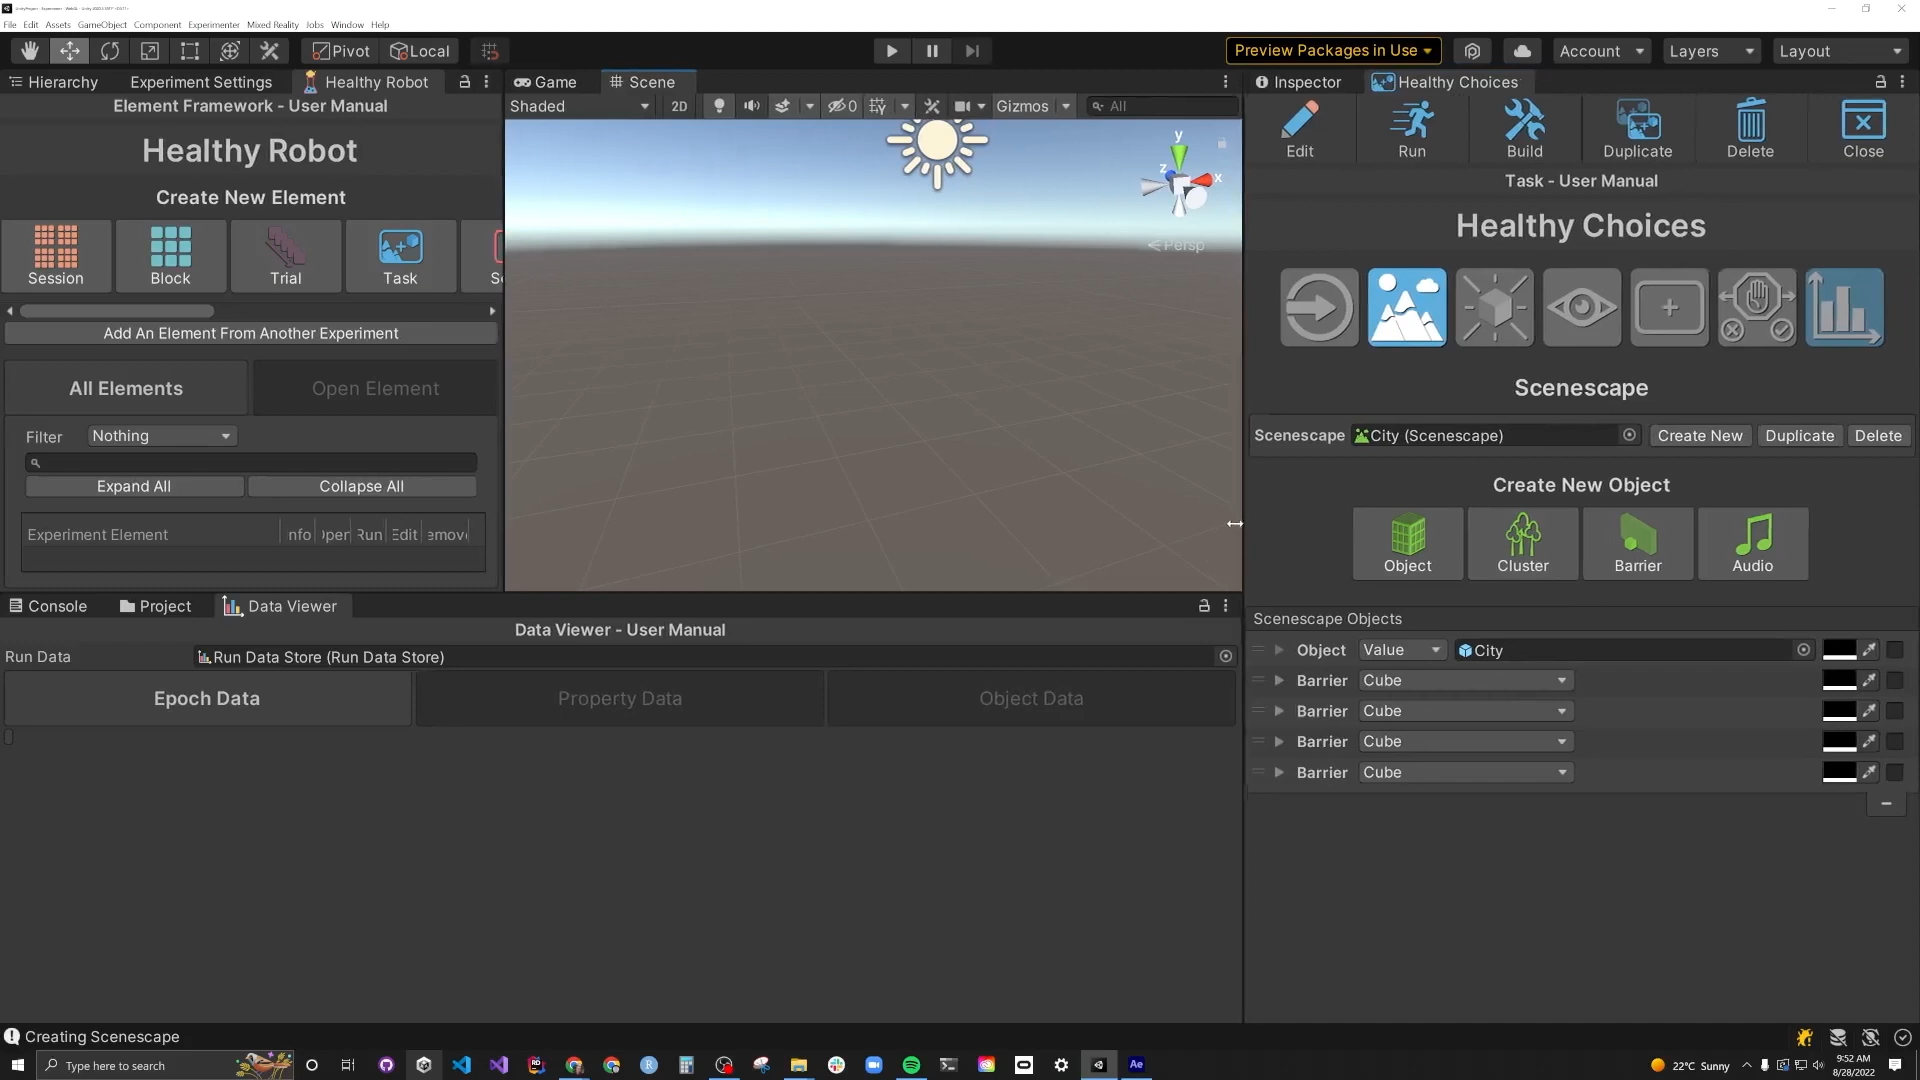 File Edit Assets GameObject Component Experimenter Mixed Reality Jobs Window Help
Pivot Local Preview Packages in Use Account Layers Layout
Hierarchy Experiment Settings Healthy Robot
Element Framework - User Manual
Healthy Robot
Create New Element
Session Block Trial Task
Add An Element From Another Experiment
All Elements Open Element
Filter Nothing
Expand All Collapse All
Experiment Element nfo Run Edit
Game Scene
Shaded 2D 0 Gizmos All
y
z x
Persp
Console Project Data Viewer
Data Viewer - User Manual
Run Data Run Data Store (Run Data Store)
Epoch Data Property Data Object Data
Inspector Healthy Choices
Edit Run Build Duplicate Delete Close
Task - User Manual
Healthy Choices
Scenescape
Scenescape City (Scenescape) Create New Duplicate Delete
Create New Object
Object Cluster Barrier Audio
Scenescape Objects
Object Value City
Barrier Cube
Barrier Cube
Barrier Cube
Barrier Cube
Creating Scenescape
Type here to search
R
Ae
22°C Sunny
9:52 AM
8/28/2022